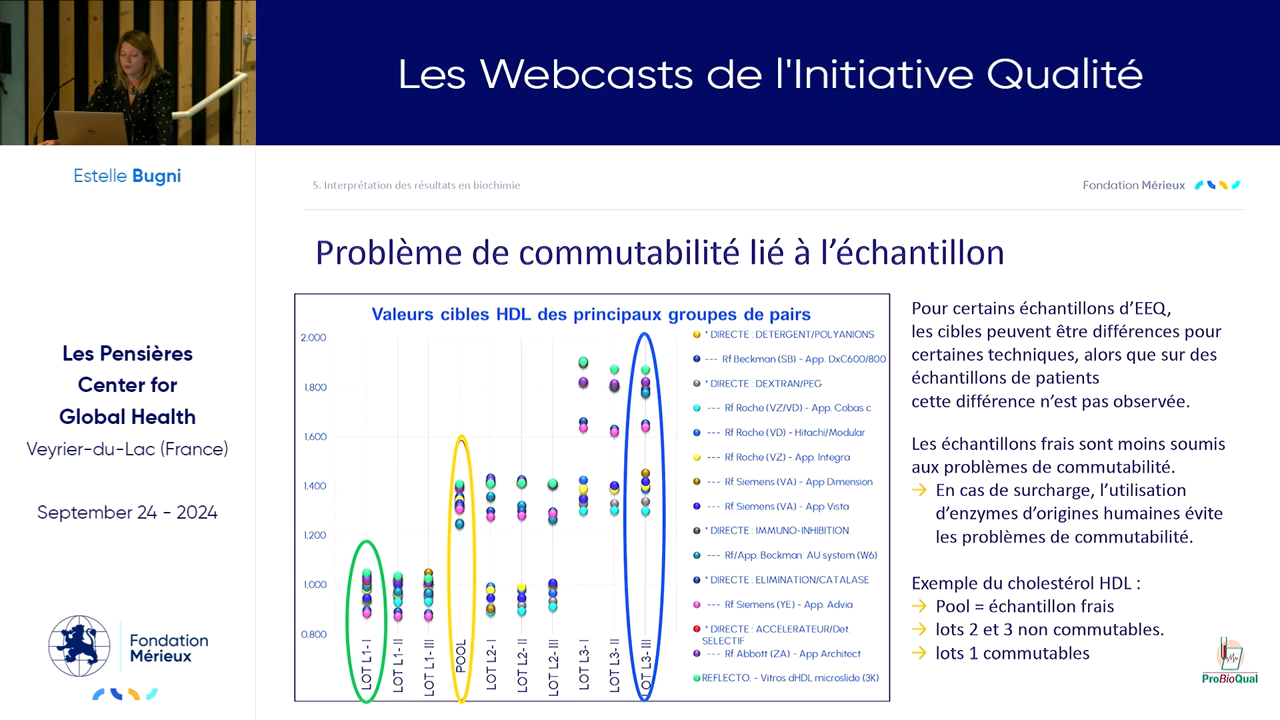 Les Webcasts de l'Initiative Qualité
Estelle Bugni
5. Interprétation des résultats en biochimie
Fondation Mérieux
Problème de commutabilité lié à l’échantillon
Les Pensières
Center for
Global Health
Veyrier-du-Lac (France)
September 24 - 2024
Fondation
Mérieux
Valeurs cibles HDL des principaux groupes de pairs
2.000
1.800
1.600
1.400
1.200
1.000
0.800
LOT L1- I
LOT L1- II
LOT L1- III
POOL
LOT L2- I
LOT L2- II
LOT L2- III
LOT L3- I
LOT L3- II
LOT L3- III
* DIRECTE : DETERGENT/POLYANIONS
--- Rf Beckman (SB) - App. DxC600/800
* DIRECTE : DEXTRAN/PEG
--- Rf Roche (VZ/VD) - App. Cobas c
--- Rf Roche (VD) - Hitachi/Modular
--- Rf Roche (VZ) - App. Integra
--- Rf Siemens (VA) - App Dimension
--- Rf Siemens (VA) - App Vista
* DIRECTE : IMMUNO-INHIBITION
--- Rf/App. Beckman AU system (W6)
* DIRECTE : ELIMINATION/CATALASE
--- Rf Siemens (YE) - App. Advia
* DIRECTE : ACCELERATEUR/Det.
SELECTIF
--- Rf Abbott (ZA) - App Architect
REFLECTO. - Vitros dHDL microslide (3K)
Pour certains échantillons d’EEQ,
les cibles peuvent être différences pour
certaines techniques, alors que sur des
échantillons de patients
cette différence n’est pas observée.
Les échantillons frais sont moins soumis
aux problèmes de commutabilité.
→ En cas de surcharge, l’utilisation
d’enzymes d’origines humaines évite
les problèmes de commutabilité.
Exemple du cholestérol HDL :
→ Pool = échantillon frais
→ lots 2 et 3 non commutables.
→ lots 1 commutables
ProBioQual